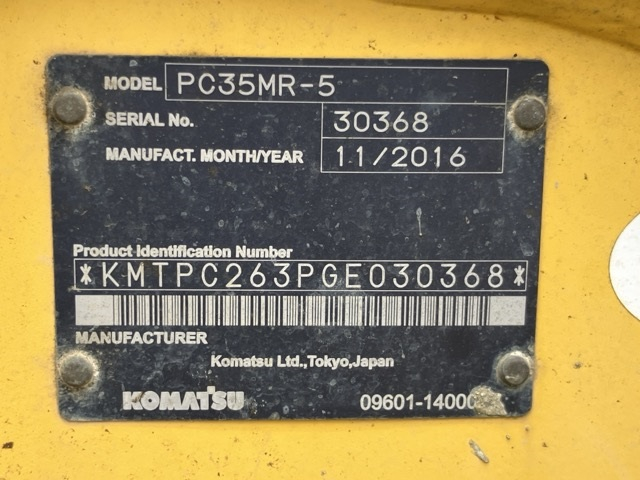 MODEL PC35MR-5
SERIAL No. 30368
MANUFACT. MONTH/YEAR 11/2016
Product Identification Number
*KMTPC263PGE030368*
MANUFACTURER
Komatsu Ltd.,Tokyo,Japan
KOMATSU